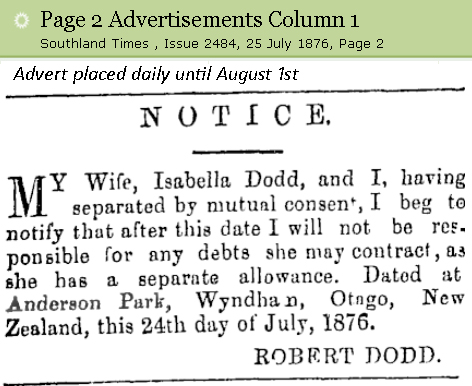 Page 2 Advertisements Column 1
Southland Times , Issue 2484, 25 July 1876, Page 2
Advert placed daily until August 1st
NOTICE.
MY Wife, Isabella Dodd, and I, having
separated by mutual consent, I beg to
notify that after this date I will not be res-
ponsible for any debts she may contract, as
she has a separate allowance. Dated at
Anderson Park, Wyndham, Otago, New
Zealand, this 24th day of July, 1876.
ROBERT DODD.